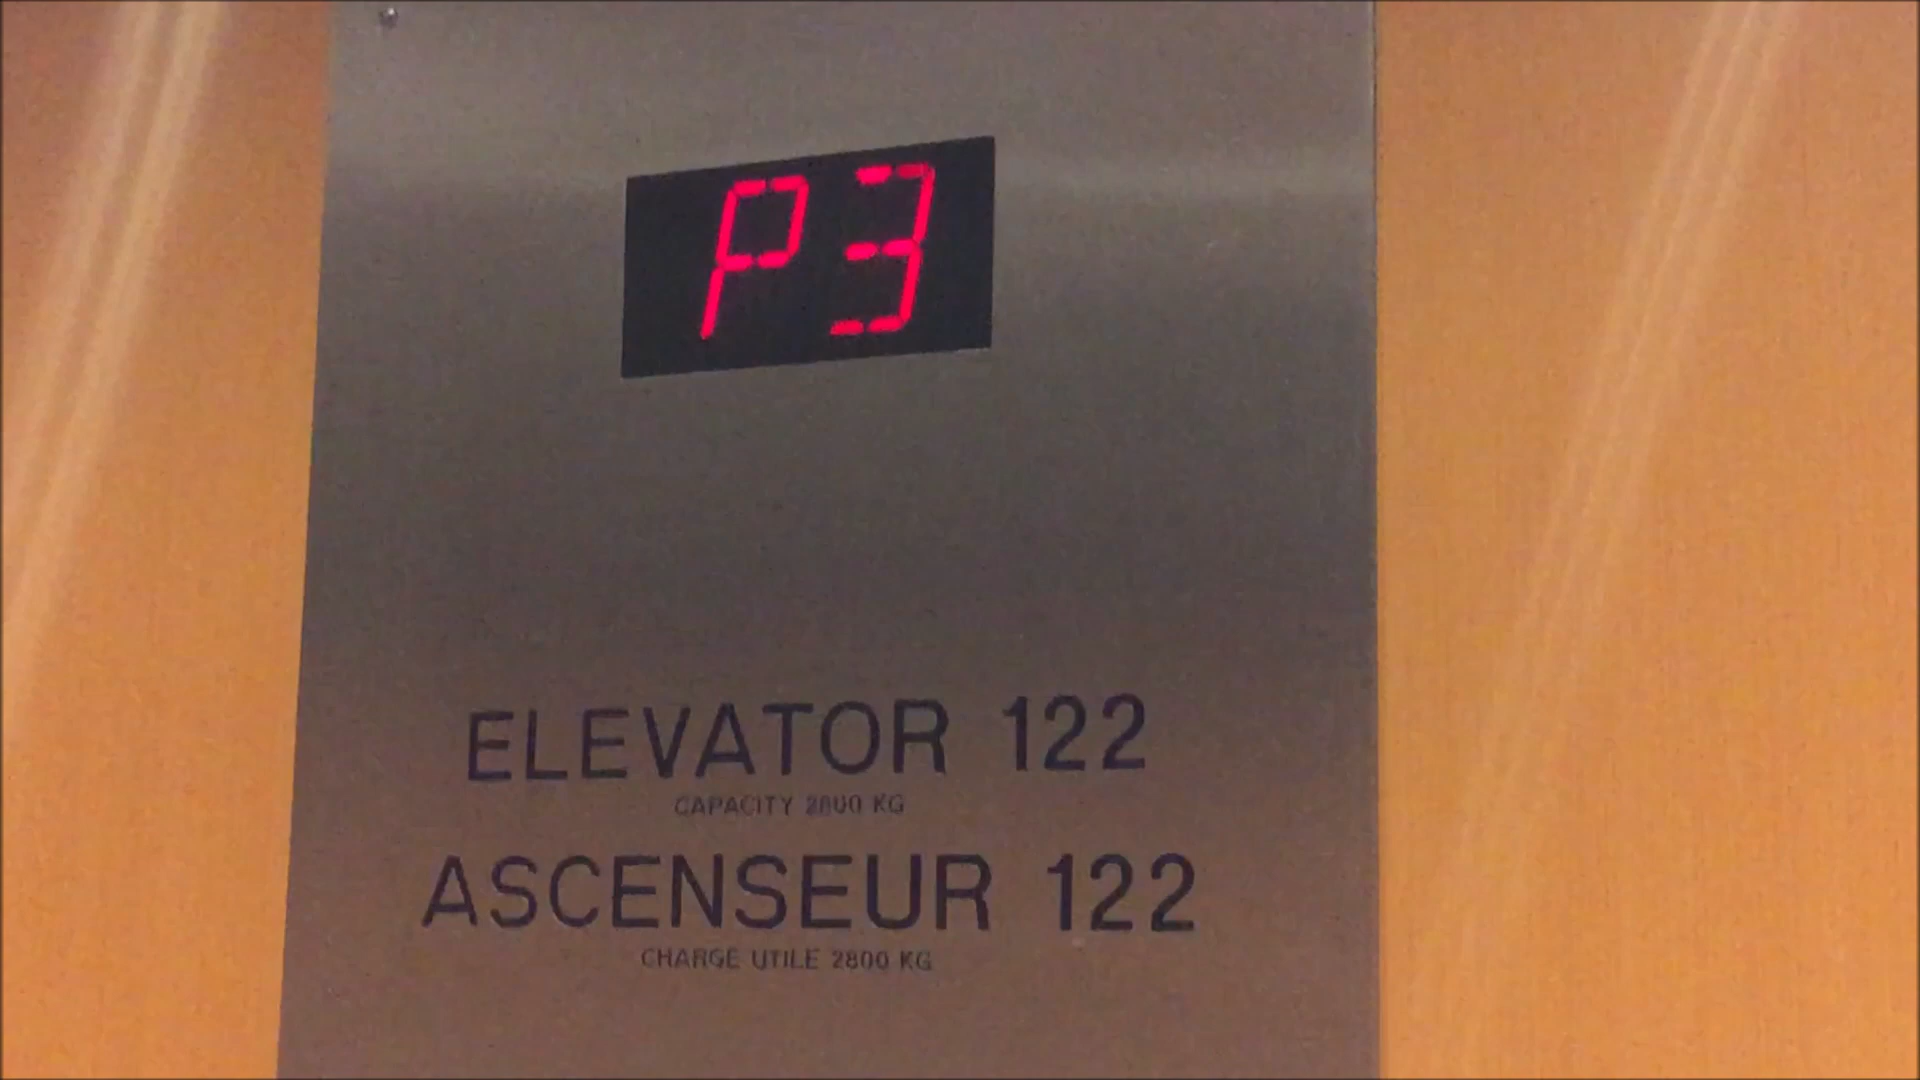 P3
ELEVATOR 122
CAPACITY 2800 KG
ASCENSEUR 122
CHARGE UTILE 2800 KG